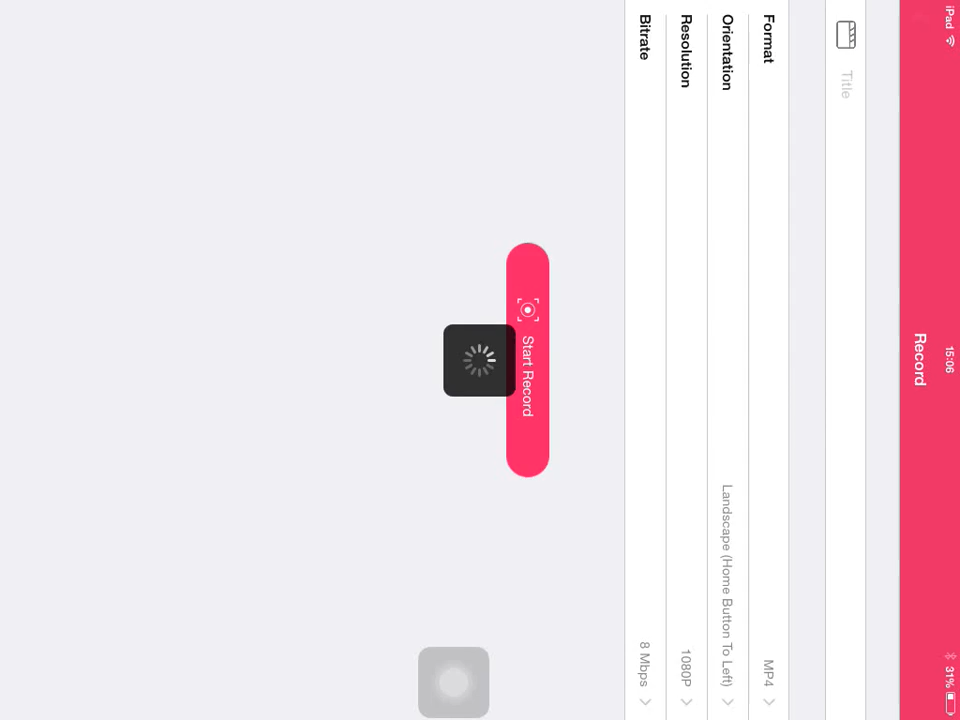 iPad 15:06 31%
Record
Title
Format MP4
Orientation Landscape (Home Button To Left)
Resolution 1080P
Bitrate 8 Mbps
Start Record